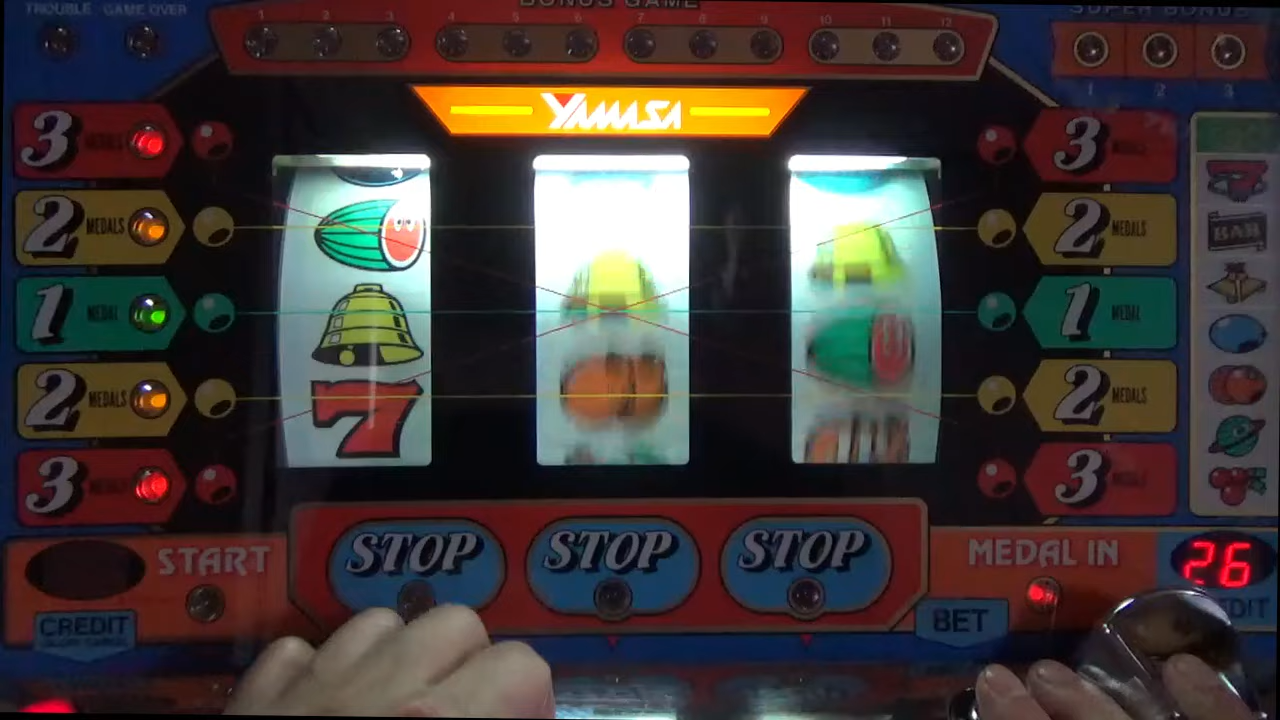 TROUBLE GAME OVER
BONUS GAME
SUPER BONUS
1 2 3 4 5 6 7 8 9 10 11 12
1 2 3
YAMASA
3 MEDALS
3
2 MEDALS
2 MEDALS
1 MEDAL
1 MEDAL
2 MEDALS
2 MEDALS
3
3
7
BAR
START
STOP
STOP
STOP
MEDAL IN
26
CREDIT
BET